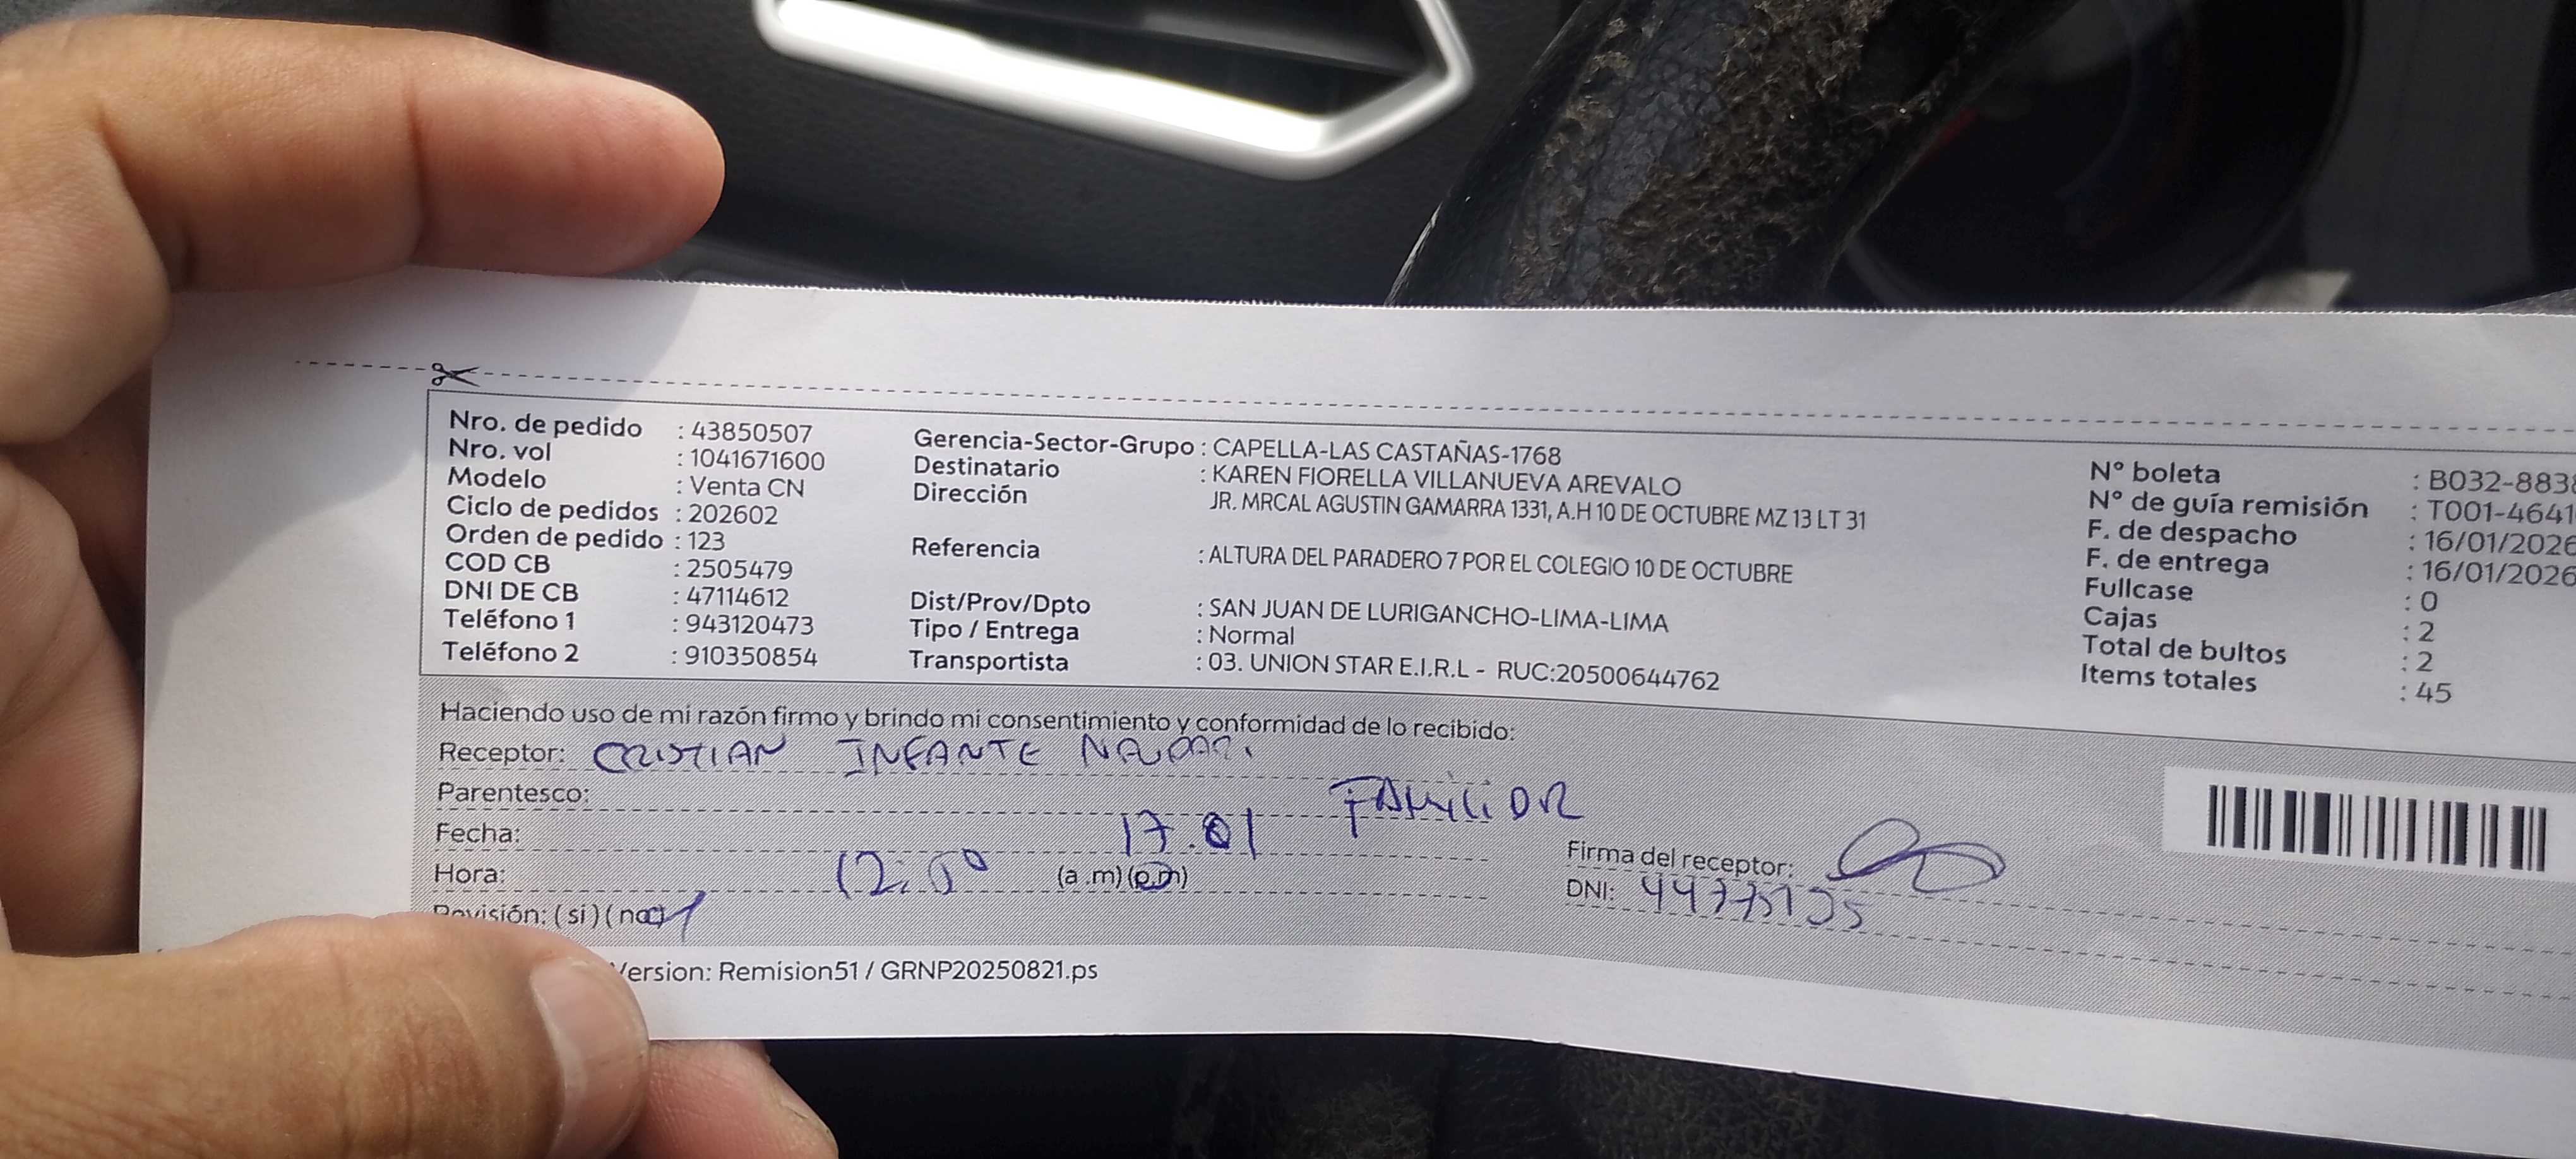 Nro. de pedido : 43850507
Nro. vol : 1041671600
Modelo : Venta CN
Ciclo de pedidos : 202602
Orden de pedido : 123
COD CB : 2505479
DNI DE CB : 47114612
Teléfono 1 : 943120473
Teléfono 2 : 910350854
Gerencia-Sector-Grupo : CAPELLA-LAS CASTAÑAS-1768
Destinatario : KAREN FIORELLA VILLANUEVA AREVALO
Dirección JR. MRCAL AGUSTIN GAMARRA 1331, A.H 10 DE OCTUBRE MZ 13 LT 31
Referencia : ALTURA DEL PARADERO 7 POR EL COLEGIO 10 DE OCTUBRE
Dist/Prov/Dpto : SAN JUAN DE LURIGANCHO-LIMA-LIMA
Tipo / Entrega : Normal
Transportista : 03. UNION STAR E.I.R.L - RUC:20500644762
N° boleta : B032-883
N° de guía remisión : T001-4641
F. de despacho : 16/01/2026
F. de entrega : 16/01/2026
Fullcase : 0
Cajas : 2
Total de bultos : 2
Items totales : 45
Haciendo uso de mi razón firmo y brindo mi consentimiento y conformidad de lo recibido:
Receptor: CRISTIAN INFANTE
Parentesco: FAMILIAR
Fecha: 17.01
Hora: 12:00 (a.m) (p.m)
Revisión: (si) (no)
Firma del receptor:
DNI:
Version: Remision51 / GRNP20250821.ps